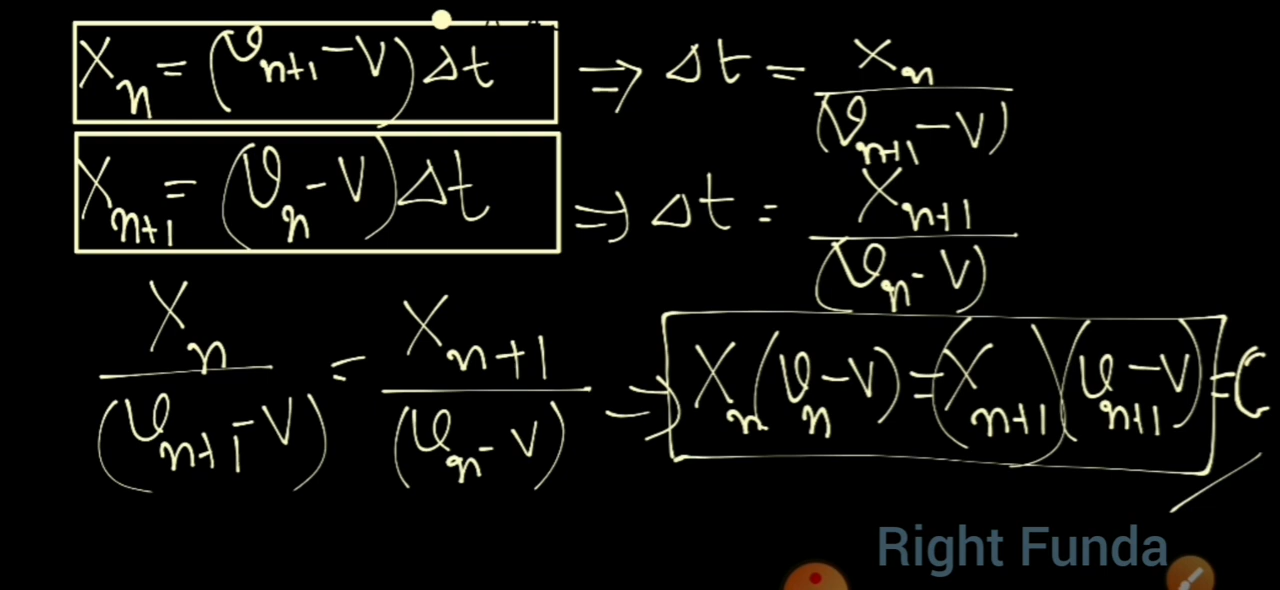 Xₙ = (vₙ₊₁ − V) Δt ⇒ Δt = Xₙ / (vₙ₊₁ − V)
Xₙ₊₁ = (vₙ − V) Δt ⇒ Δt = Xₙ₊₁ / (vₙ − V)
Xₙ / (vₙ₊₁ − V) = Xₙ₊₁ / (vₙ − V) ⇒ Xₙ (vₙ − V) = (Xₙ₊₁) (vₙ₊₁ − V) = C
Right Funda